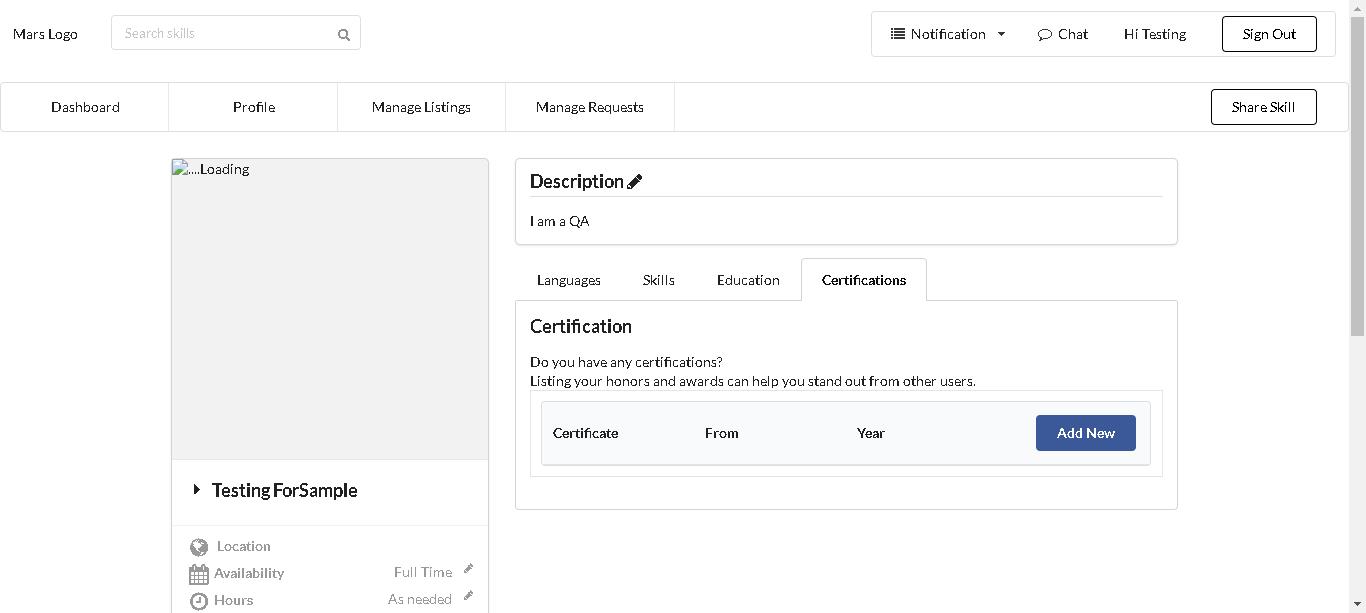 Mars Logo
Search skills
Notification
Chat
Hi Testing
Sign Out
Dashboard
Profile
Manage Listings
Manage Requests
Share Skill
....Loading
Description
I am a QA
Languages
Skills
Education
Certifications
Certification
Do you have any certifications?
Listing your honors and awards can help you stand out from other users.
Certificate
From
Year
Add New
Testing ForSample
Location
Availability
Full Time
Hours
As needed